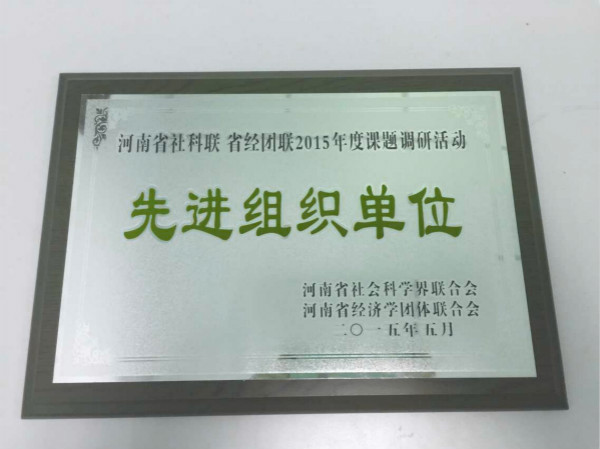 河南省社科联 省经团联2015年度课题调研活动
先进组织单位
河南省社会科学界联合会
河南省经济学团体联合会
二〇一五年五月